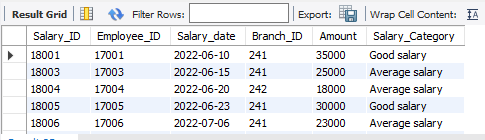 Result Grid Filter Rows: Export: Wrap Cell Content:
Salary_ID Employee_ID Salary_date Branch_ID Amount Salary_Category
18001 17001 2022-06-10 241 35000 Good salary
18003 17003 2022-06-15 241 25000 Average salary
18004 17004 2022-06-20 242 18000 Average salary
18005 17005 2022-06-23 241 30000 Good salary
18006 17006 2022-07-06 241 23000 Average salary